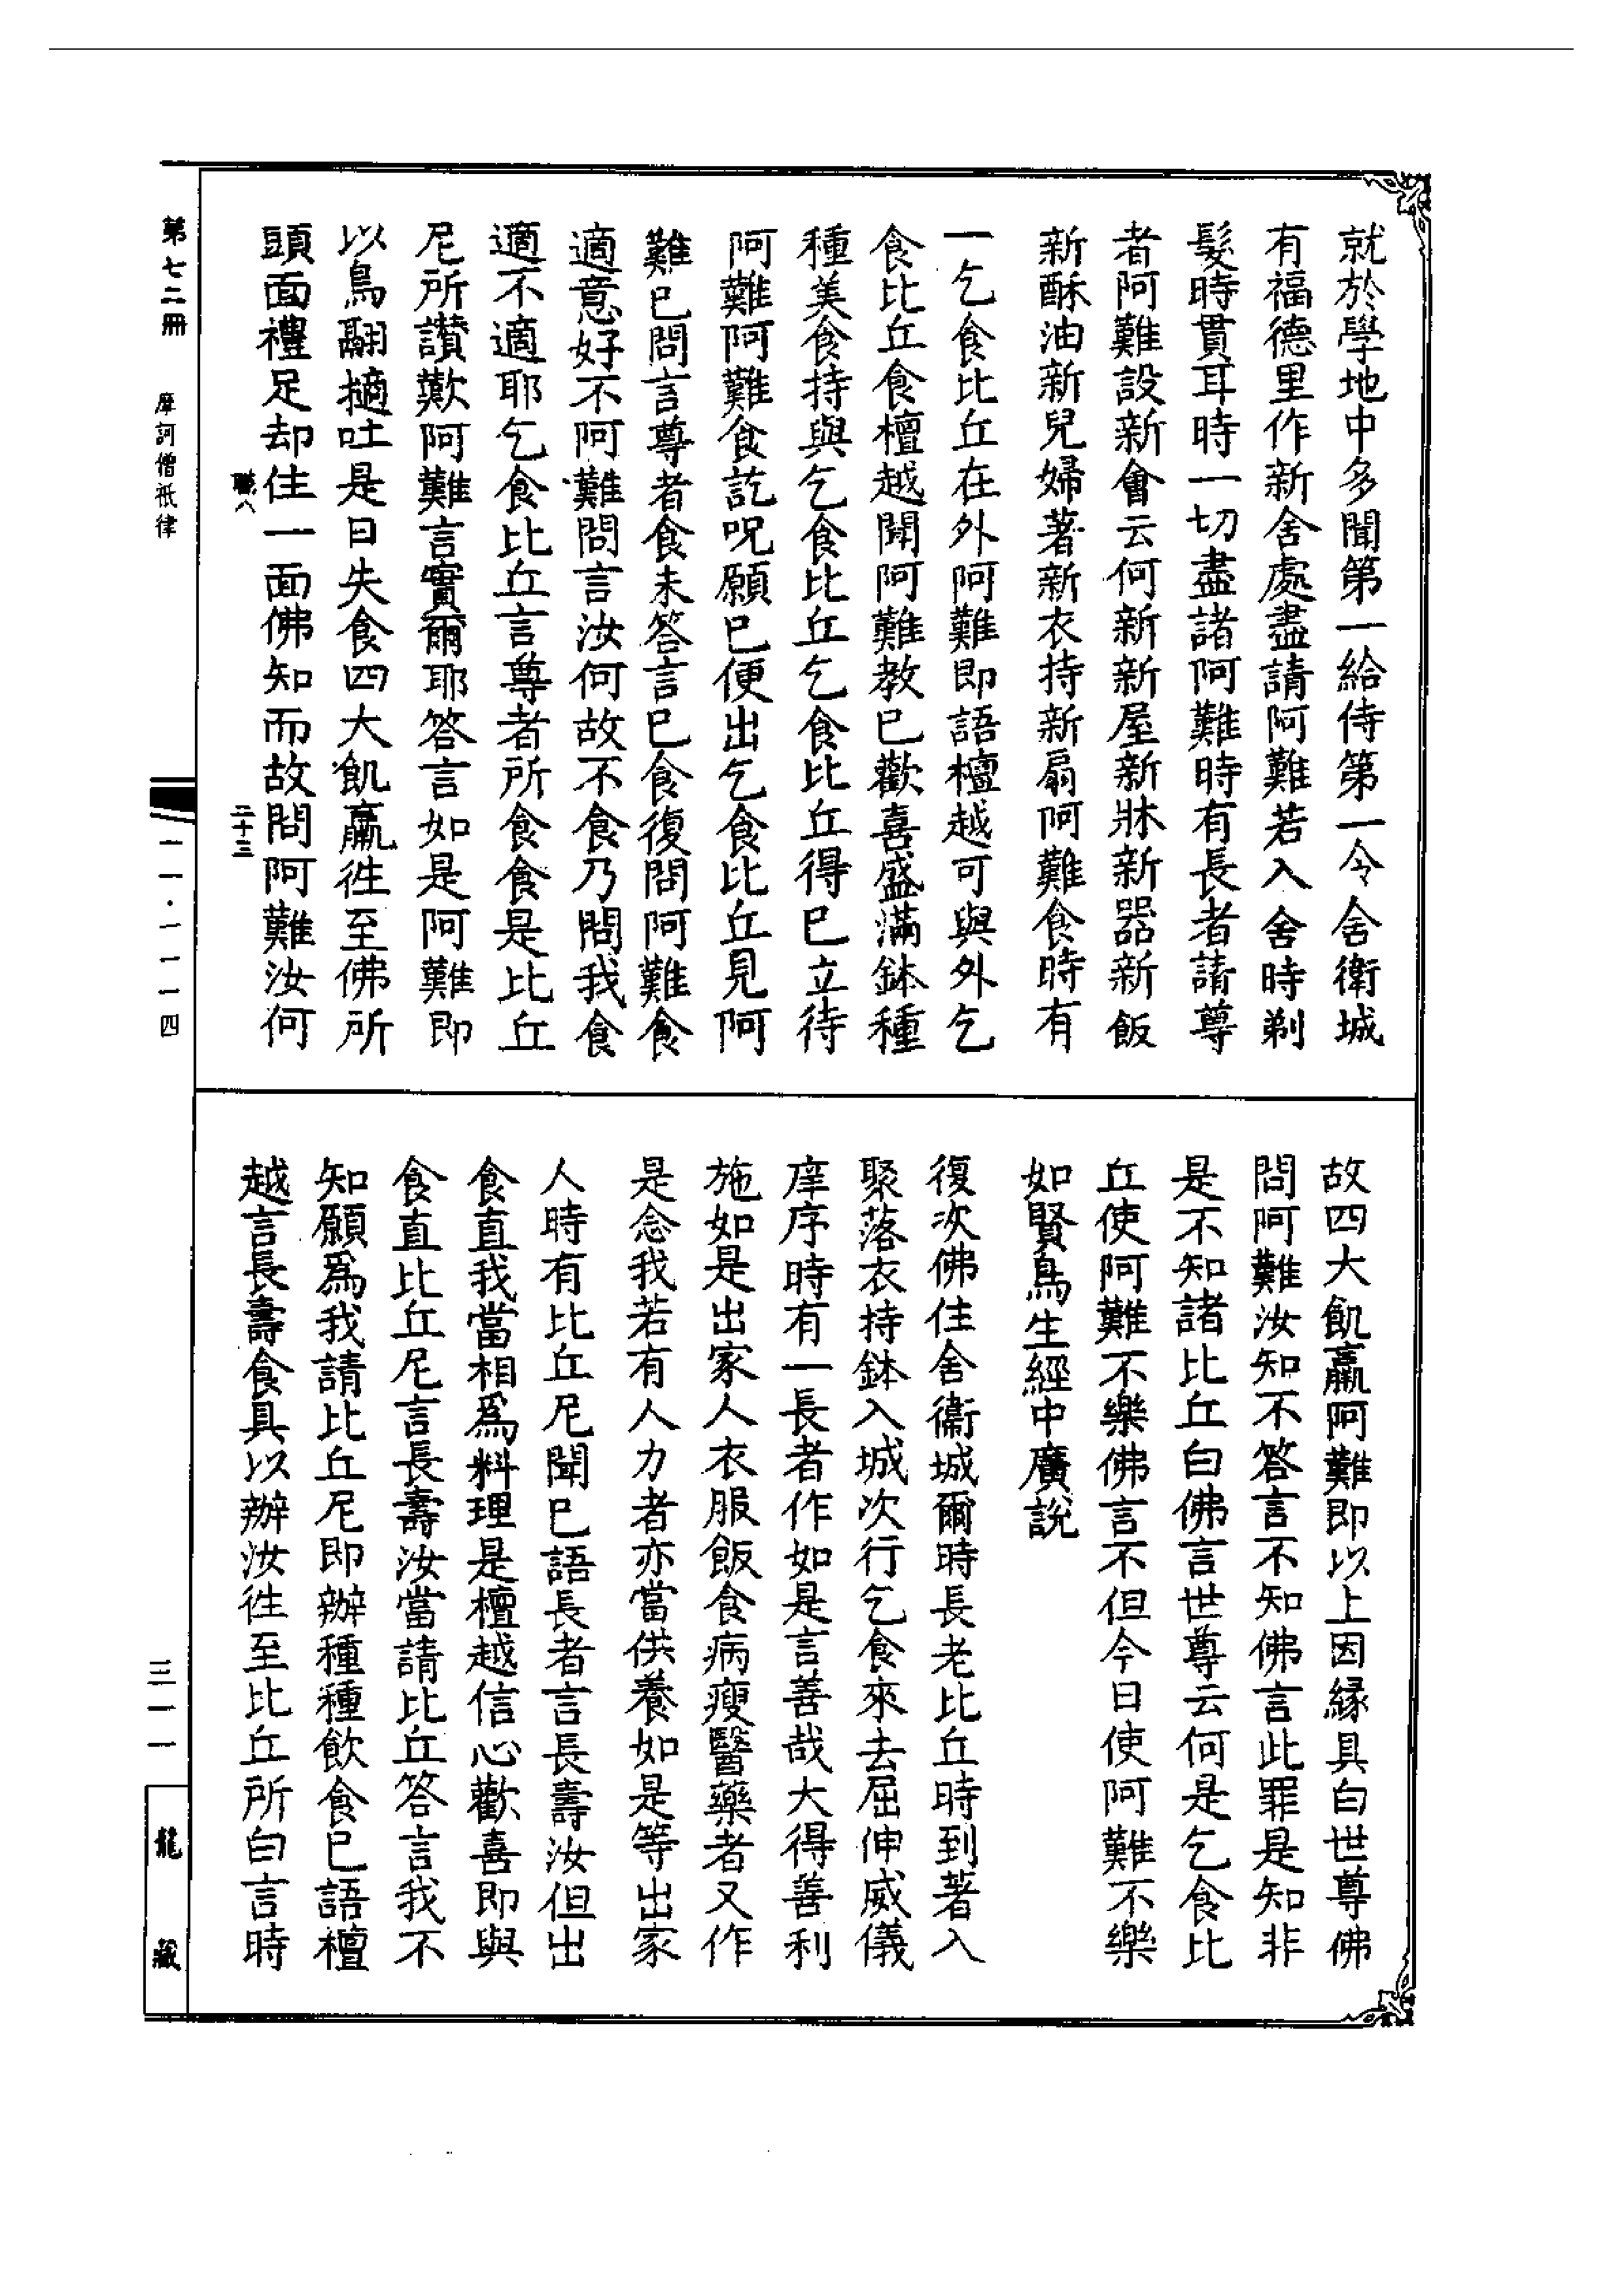 就於學地中多聞第一給侍第一令舍衛城
有福德里作新舍處盡請阿難若入舍時剃
髮時貫耳時一切盡諸阿難時有長者請尊
者阿難設新會云何新新屋新牀新器新飯
新酥油新兒婦著新衣持新扇阿難食時有
一乞食比丘在外阿難即語檀越可與外乞
食比丘食檀越聞阿難教已歡喜盛滿鉢種
種美食持與乞食比丘乞食比丘得已立待
阿難阿難食訖呪願已便出乞食比丘見阿
難已問言尊者食未答言已食復問阿難食
適意好不阿難問言汝何故不食乃問我食
適不適耶乞食比丘言尊者所食食是比丘
尼所讃歎阿難言實爾耶答言如是阿難即
以鳥翮擿吐是日失食四大飢羸徃至佛所
頭面禮足却住一面佛知而故問阿難汝何
職八
二十三
故四大飢羸阿難即以上因緣具白世尊佛
問阿難汝知不答言不知佛言此罪是知非
是不知諸比丘白佛言世尊云何是乞食比
丘使阿難不樂佛言不但今日使阿難不樂
如賢鳥生經中廣説
復次佛住舍衞城爾時長老比丘時到著入
聚落衣持鉢入城次行乞食來去屈伸威儀
庠序時有一長者作如是言善哉大得善利
施如是出家人衣服飯食病瘦醫藥者又作
是念我若有人力者亦當供養如是等出家
人時有比丘尼聞已語長者言長壽汝但出
食直我當相爲料理是檀越信心歡喜即與
食直比丘尼言長壽汝當請比丘答言我不
知願爲我請比丘尼即辦種種飲食已語檀
越言長壽食具以辦汝徃至比丘所白言時
第七二冊
摩訶僧祇律
一一·一一一四
三一一
龍藏